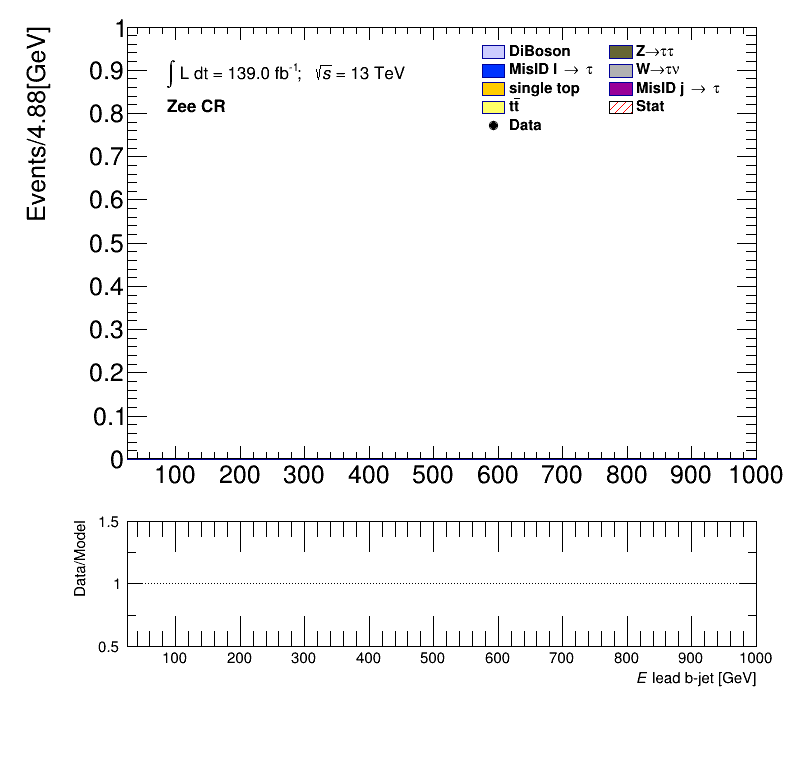 Events/4.88[GeV]
1
0.9
0.8
0.7
0.6
0.5
0.4
0.3
0.2
0.1
0
∫ L dt = 139.0 fb⁻¹; √s = 13 TeV
Zee CR
DiBoson
MisID l → τ
single top
tt̄
Data
Z→ττ
W→τν
MisID j → τ
Stat
100 200 300 400 500 600 700 800 900 1000
Data/Model
1.5
1
0.5
100 200 300 400 500 600 700 800 900 1000
E lead b-jet [GeV]